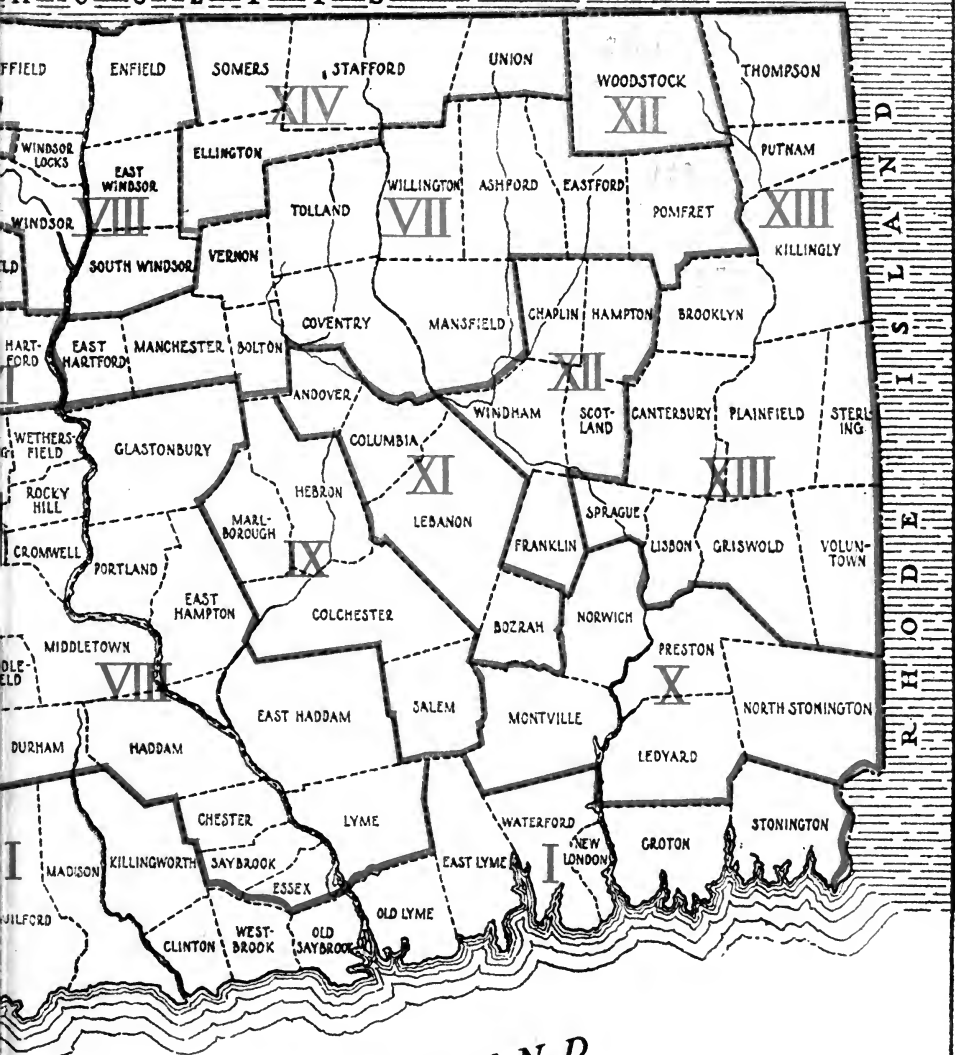 FFIELD
ENFIELD
SOMERS
STAFFORD
UNION
WOODSTOCK
THOMPSON
XIV
XII
WINDSOR
LOCKS
EAST
WINDSOR
ELLINGTON
PUTNAM
WINDSOR
VIII
TOLLAND
WILLINGTON
VII
ASHFORD
EASTFORD
POMFRET
XIII
KILLINGLY
LD
SOUTH WINDSOR
VERNON
COVENTRY
MANSFIELD
CHAPLIN
HAMPTON
BROOKLYN
HART-
FORD
I
EAST
HARTFORD
MANCHESTER
BOLTON
ANDOVER
XII
WINDHAM
SCOT-
LAND
CANTERBURY
PLAINFIELD
STERL-
ING
WETHERS-
FIELD
GLASTONBURY
COLUMBIA
XI
XIII
ROCKY
HILL
HEBRON
MARL-
BOROUGH
LEBANON
SPRAGUE
CROMWELL
PORTLAND
IX
FRANKLIN
LISBON
GRISWOLD
VOLUN-
TOWN
EAST
HAMPTON
COLCHESTER
BOZRAH
NORWICH
MIDDLETOWN
DLE-
ELD
VIII
PRESTON
X
DURHAM
HADDAM
EAST HADDAM
SALEM
MONTVILLE
NORTH STONINGTON
LEDYARD
CHESTER
LYME
WATERFORD
STONINGTON
I
MADISON
KILLINGWORTH
SAYBROOK
EAST LYME
I
NEW
LONDON
GROTON
ESSEX
UILFORD
OLD LYME
CLINTON
WEST-
BROOK
OLD
SAYBROOK
RHODE ISLAND
N D